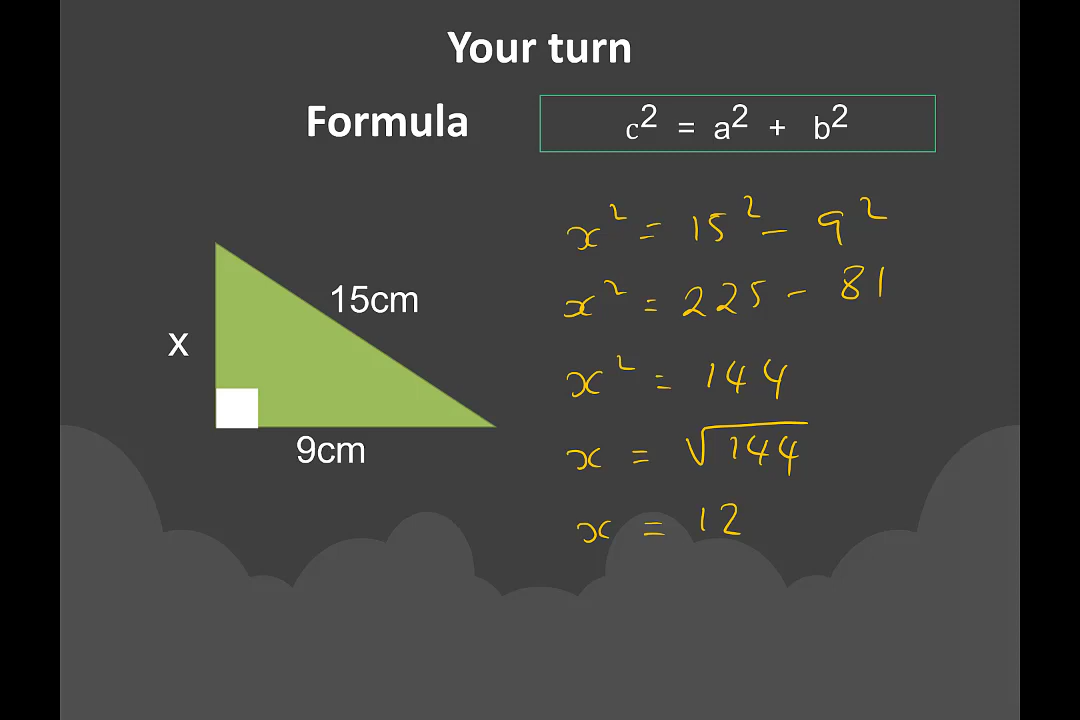 Your turn
Formula
c² = a² + b²
x² = 15² - 9²
x² = 225 - 81
15cm
x
x² = 144
9cm
x = √144
x = 12